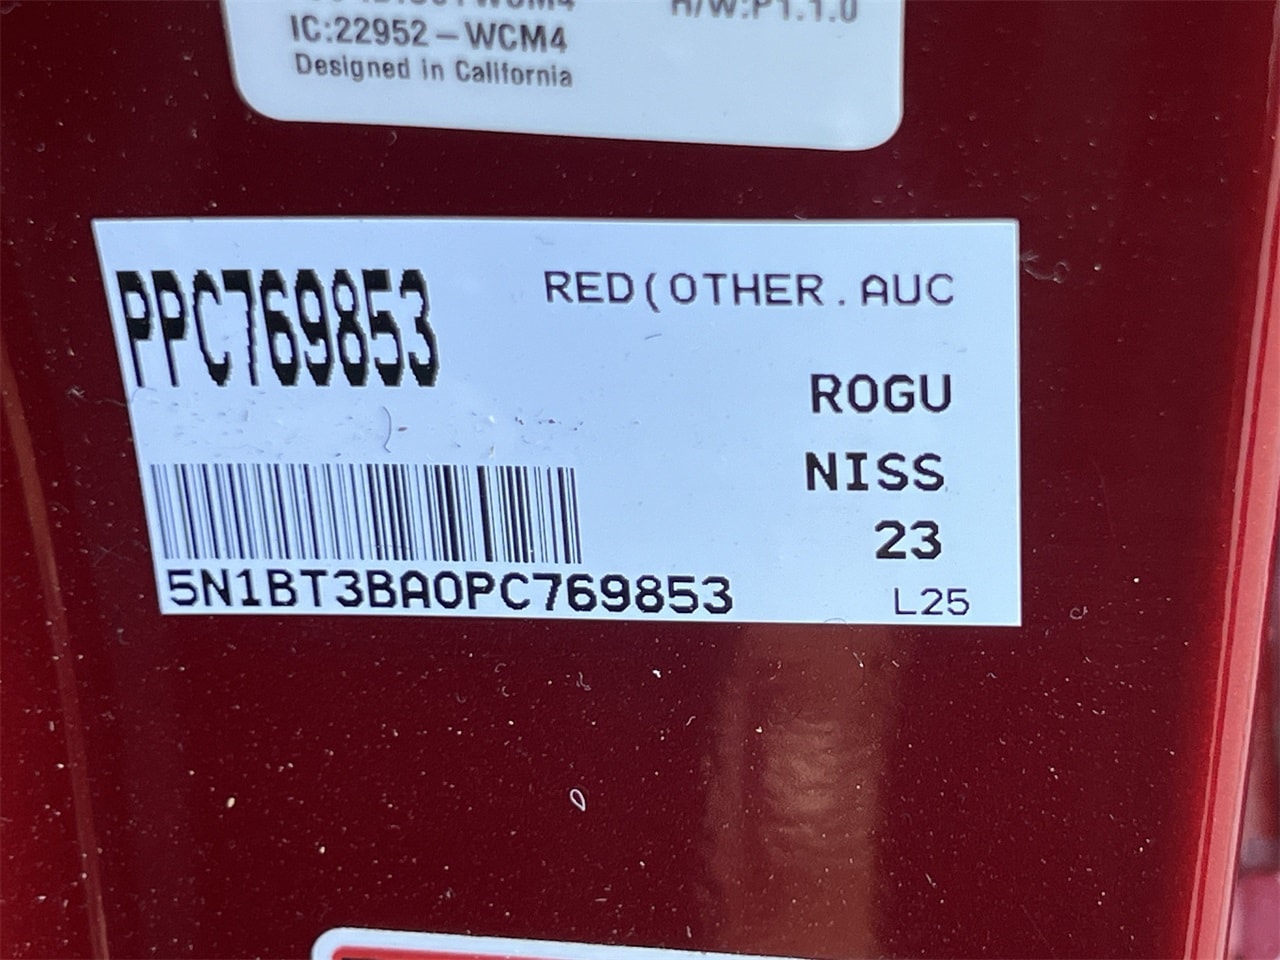 H/W:P1.1.0
IC:22952-WCM4
Designed in California
PPC769853
RED(OTHER.AUC
ROGU
NISS
23
5N1BT3BA0PC769853
L25